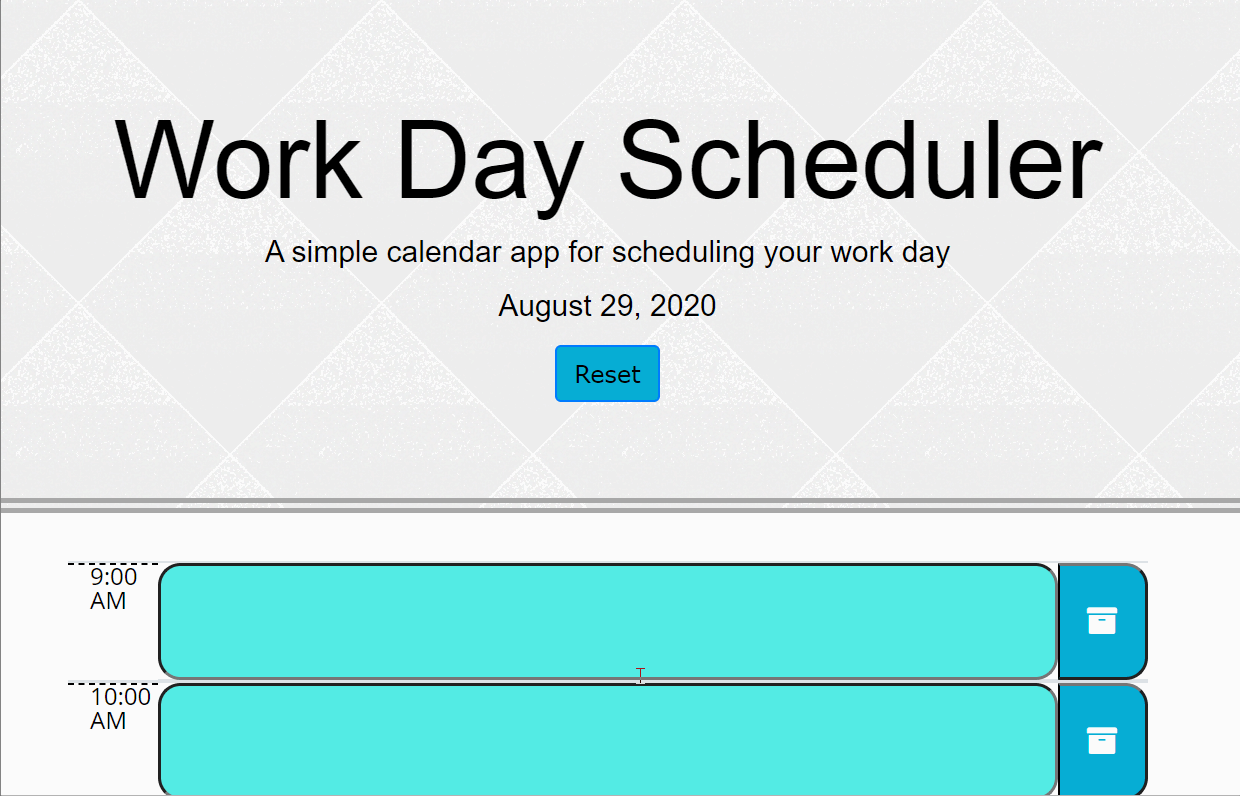 Work Day Scheduler
A simple calendar app for scheduling your work day
August 29, 2020
Reset
9:00
AM
10:00
AM